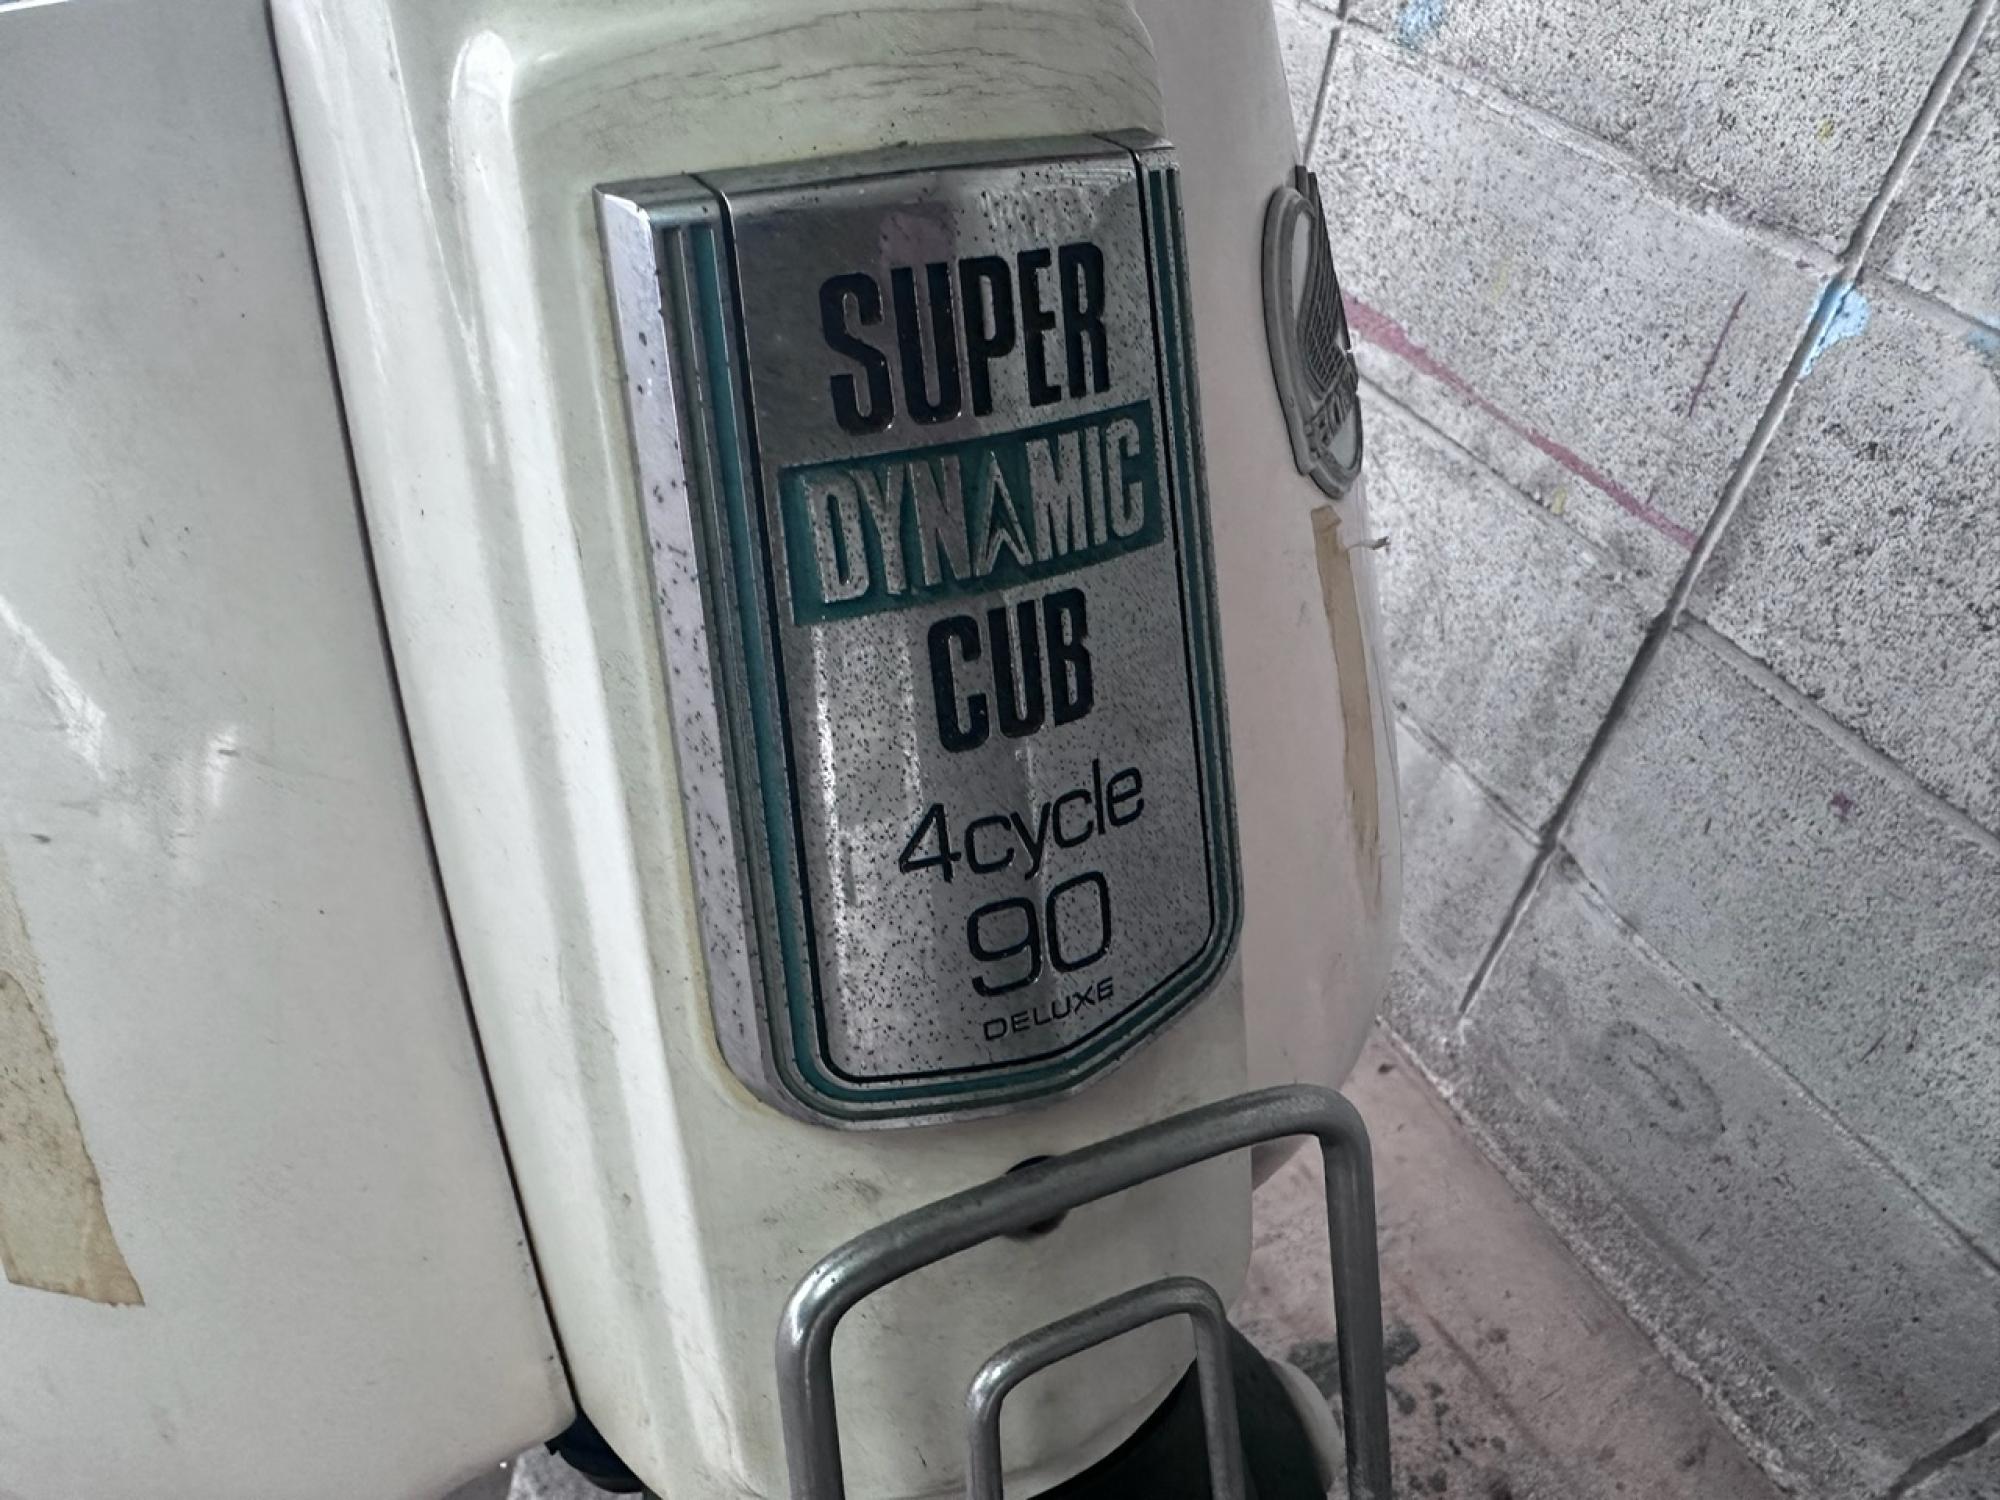 SUPER
DYNAMIC
CUB
4cycle
90
DELUXE